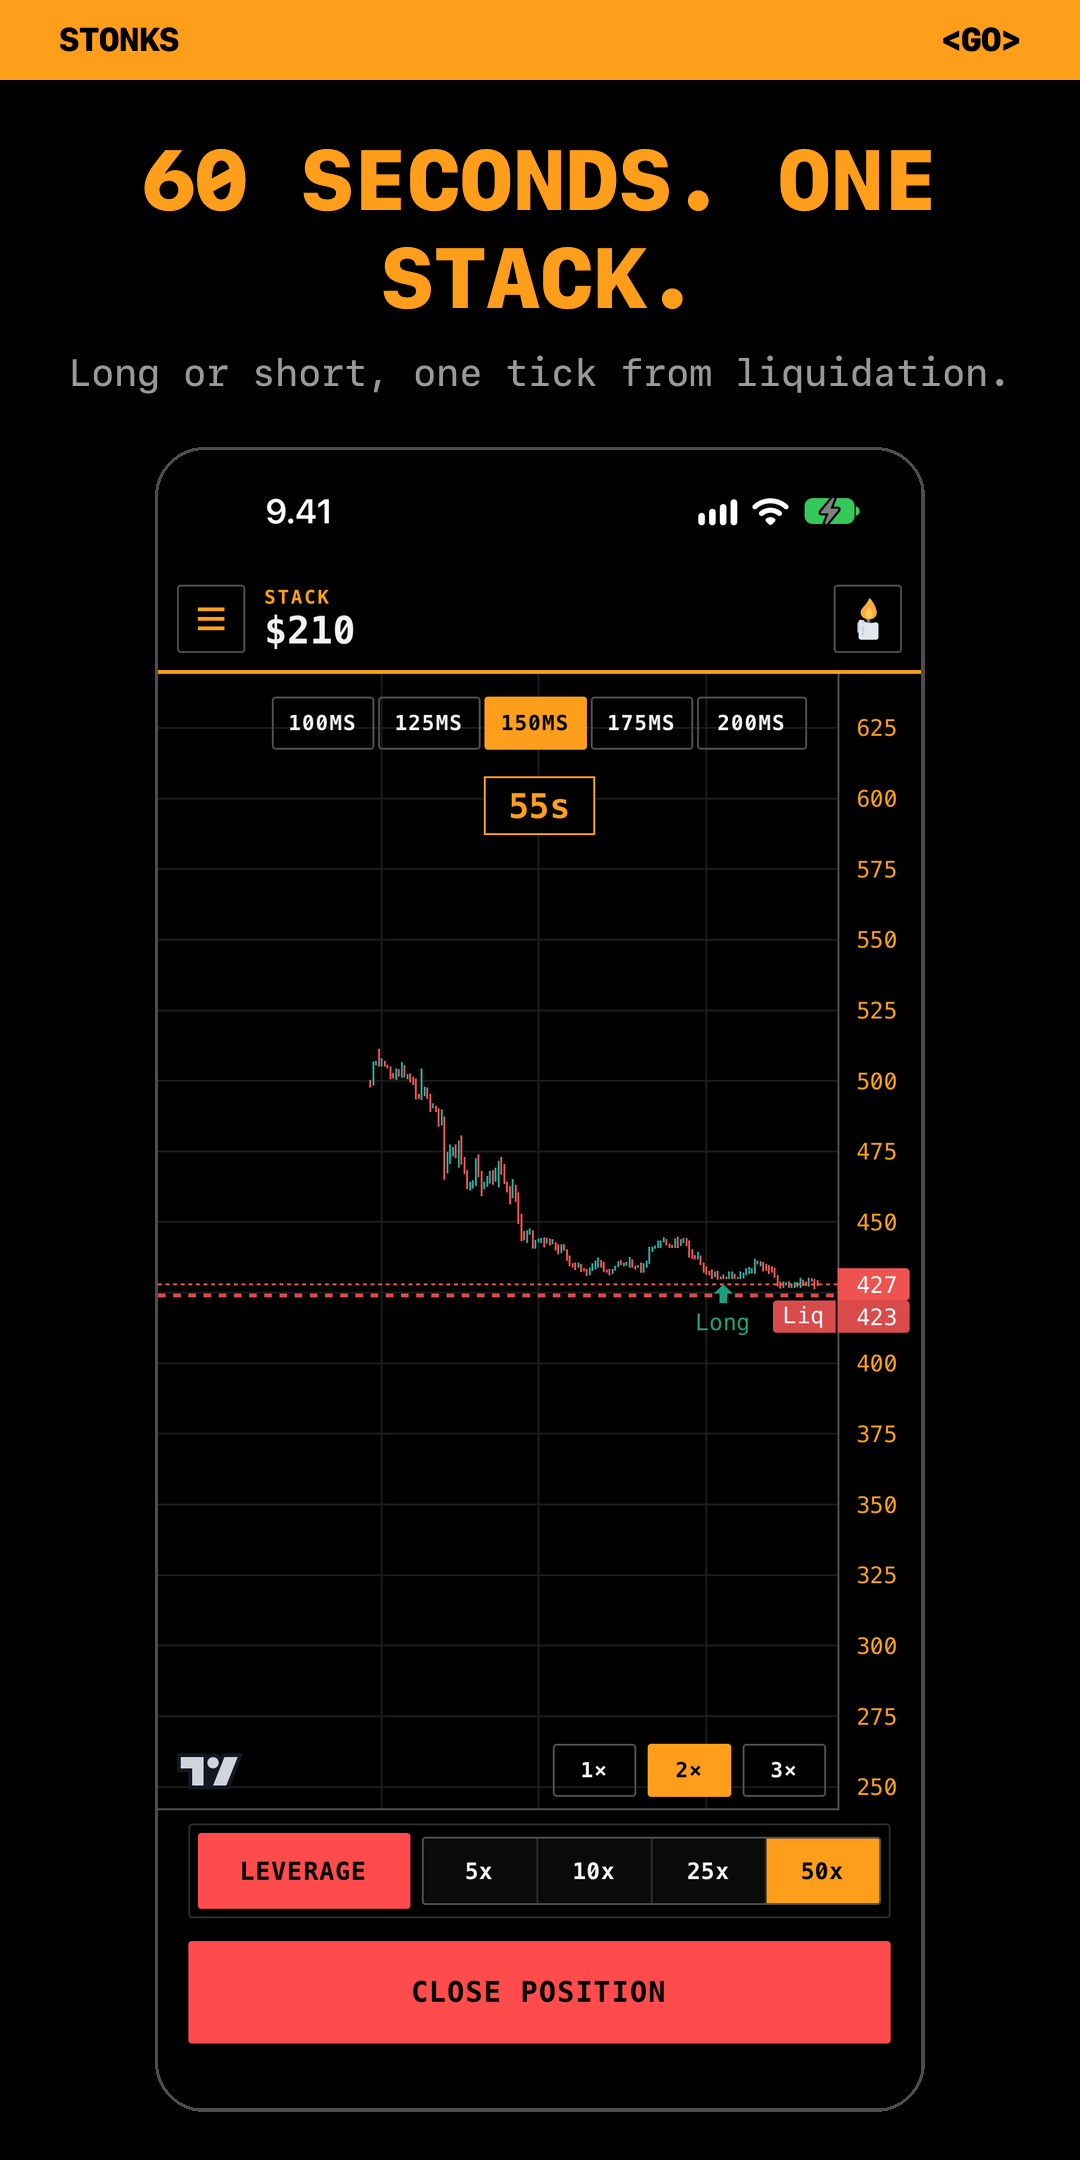 STONKS
<GO>
60 SECONDS. ONE
STACK.
Long or short, one tick from liquidation.
9.41
STACK
$210
100MS 125MS 150MS 175MS 200MS
55s
625
600
575
550
525
500
475
450
427
Long
Liq 423
400
375
350
325
300
275
250
1× 2× 3×
LEVERAGE 5x 10x 25x 50x
CLOSE POSITION